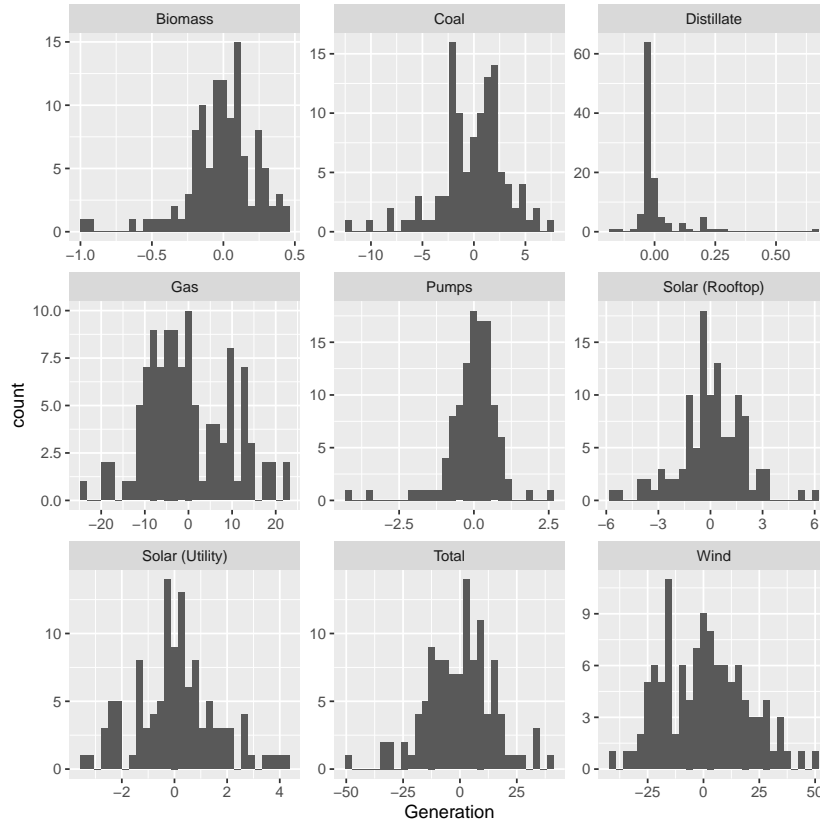 Biomass
Coal
Distillate
15
10
5
0
−1.0 −0.5 0.0 0.5
15
10
5
0
−10 −5 0 5
60
40
20
0
0.00 0.25 0.50
Gas
Pumps
Solar (Rooftop)
10.0
7.5
5.0
2.5
0.0
−20 −10 0 10 20
15
10
5
0
−2.5 0.0 2.5
15
10
5
0
−6 −3 0 3 6
Solar (Utility)
Total
Wind
10
5
0
−2 0 2 4
10
5
0
−50 −25 0 25
9
6
3
0
−25 0 25 50
count
Generation